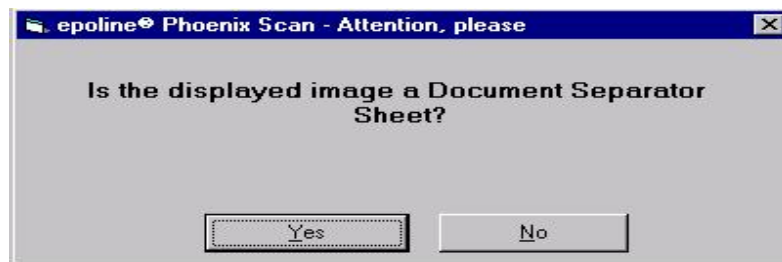 epoline® Phoenix Scan - Attention, please
Is the displayed image a Document Separator
Sheet?
Yes
No